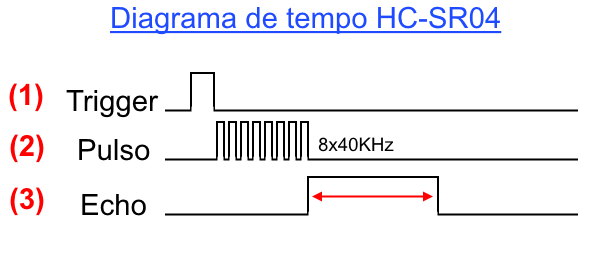 Diagrama de tempo HC-SR04
(1) Trigger
(2) Pulso 8x40KHz
(3) Echo